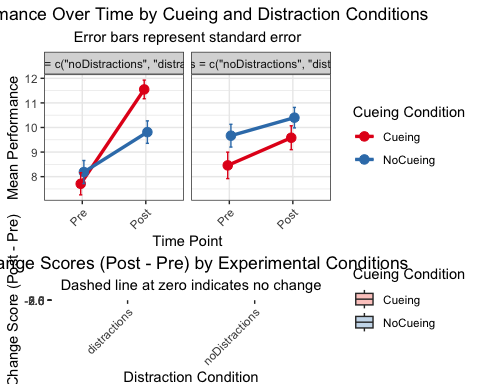 mance Over Time by Cueing and Distraction Conditions
Error bars represent standard error
= c("noDistractions", "distra
s = c("noDistractions", "dist
12
11
10
9
8
Mean Performance
Pre
Post
Pre
Post
Time Point
Cueing Condition
Cueing
NoCueing
ange Scores (Post - Pre) by Experimental Conditions
Dashed line at zero indicates no change
Change Score (Post - Pre)
distractions
noDistractions
Distraction Condition
Cueing Condition
Cueing
NoCueing